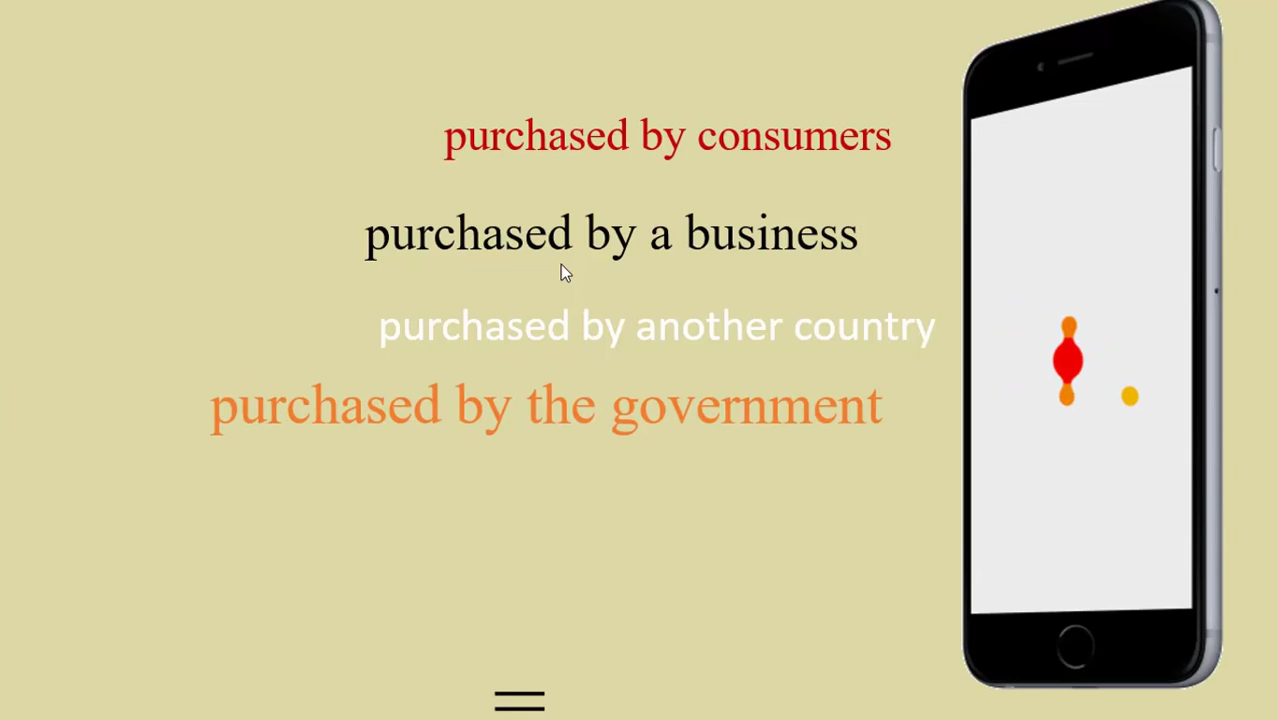 purchased by consumers
purchased by a business
purchased by another country
purchased by the government
=